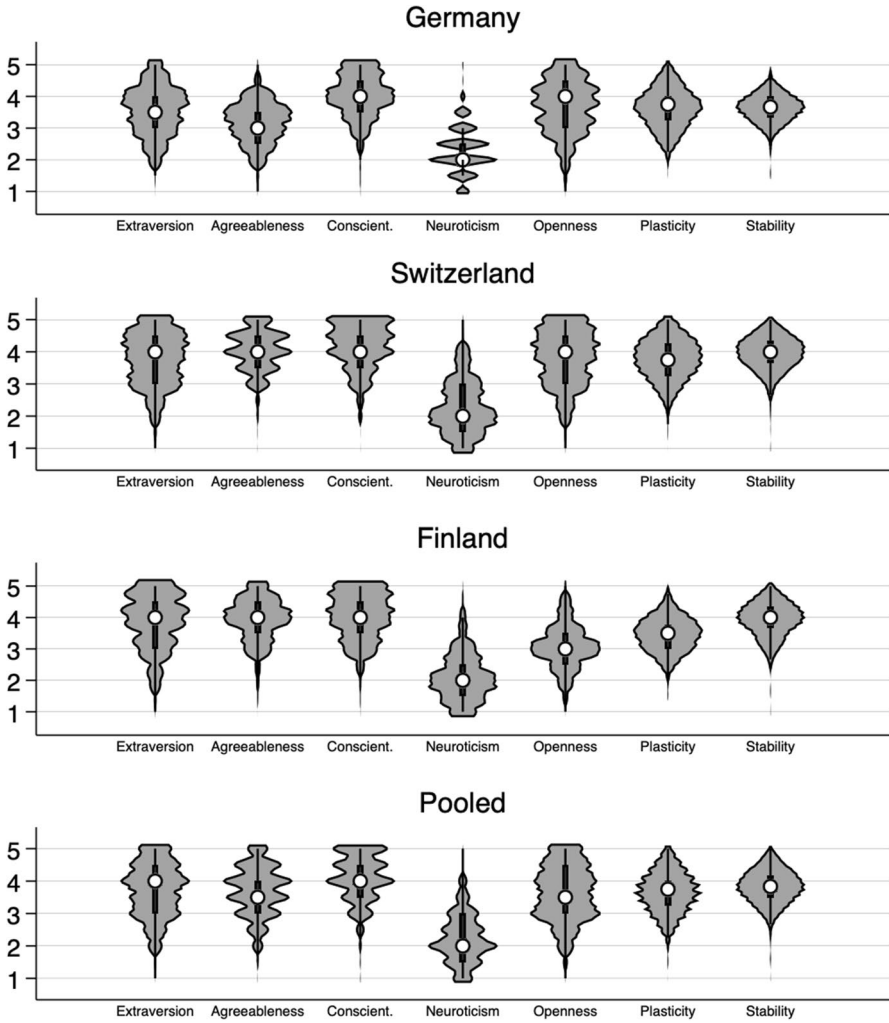 Germany
5
4
3
2
1
Extraversion Agreeableness Conscient. Neuroticism Openness Plasticity Stability
Switzerland
5
4
3
2
1
Extraversion Agreeableness Conscient. Neuroticism Openness Plasticity Stability
Finland
5
4
3
2
1
Extraversion Agreeableness Conscient. Neuroticism Openness Plasticity Stability
Pooled
5
4
3
2
1
Extraversion Agreeableness Conscient. Neuroticism Openness Plasticity Stability